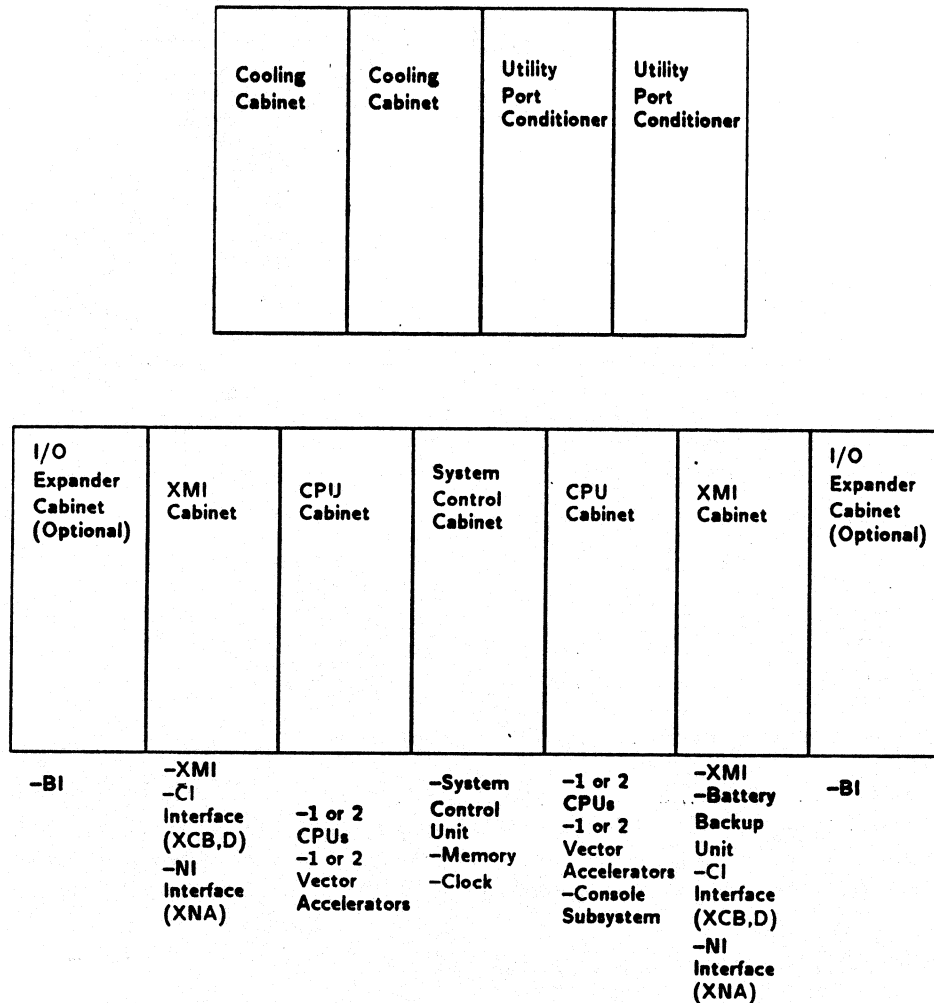 Cooling
Cabinet
Cooling
Cabinet
Utility
Port
Conditioner
Utility
Port
Conditioner
I/O
Expander
Cabinet
(Optional)
XMI
Cabinet
CPU
Cabinet
System
Control
Cabinet
CPU
Cabinet
XMI
Cabinet
I/O
Expander
Cabinet
(Optional)
-BI
-XMI
-CI
Interface
(XCB,D)
-NI
Interface
(XNA)
-1 or 2
CPUs
-1 or 2
Vector
Accelerators
-System
Control
Unit
-Memory
-Clock
-1 or 2
CPUs
-1 or 2
Vector
Accelerators
-Console
Subsystem
-XMI
-Battery
Backup
Unit
-CI
Interface
(XCB,D)
-NI
Interface
(XNA)
-BI